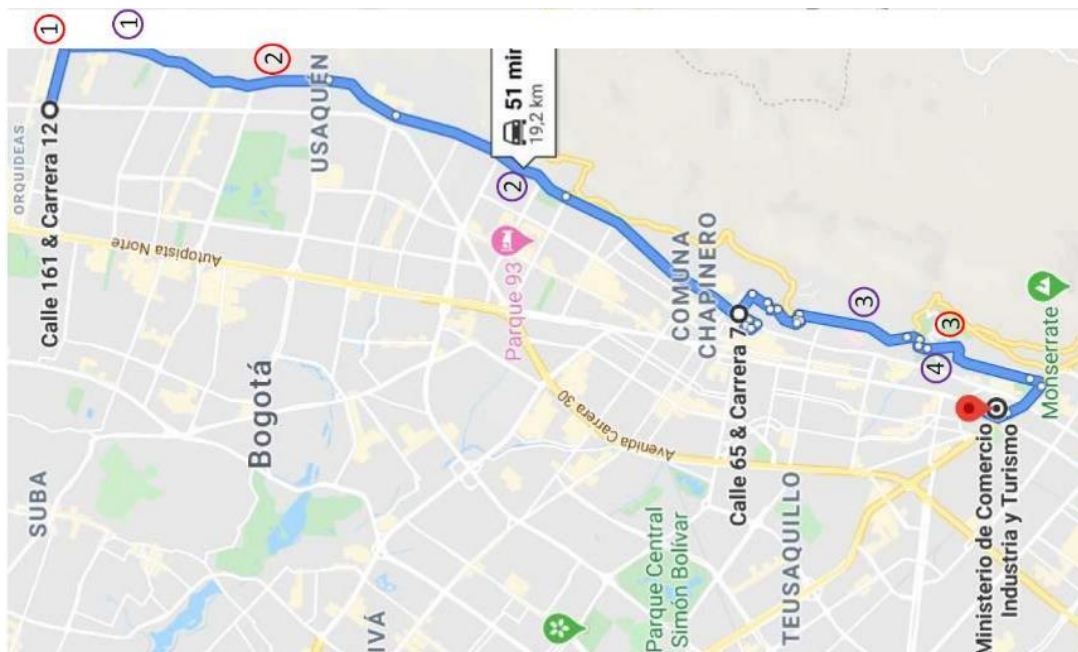 1
1
2
ORQUIDEAS
Calle 161 & Carrera 12
USAQUÉN
51 min
19,2 km
2
Autopista Norte
SUBA
Bogotá
Parque 93
COMUNA
CHAPINERO
IVÁ
Avenida Carrera 30
Calle 65 & Carrera 7
3
3
4
Parque Central
Simón Bolívar
TEUSAQUILLO
Ministerio de Comercio
Industria y Turismo
Monserrate